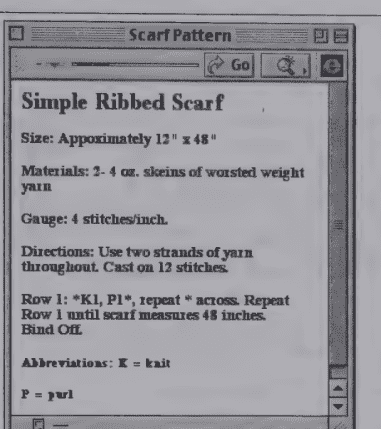 Scarf Pattern
Go
Simple Ribbed Scarf
Size: Appoximately 12" x 48"
Materials: 2- 4 oz. skeins of worsted weight
yarn
Gauge: 4 stitches/inch.
Directions: Use two strands of yarn
throughout. Cast on 12 stitches.
Row 1: *K1, P1*, repeat * across. Repeat
Row 1 until scarf measures 48 inches.
Bind Off.
Abbreviations: K = knit
P = purl